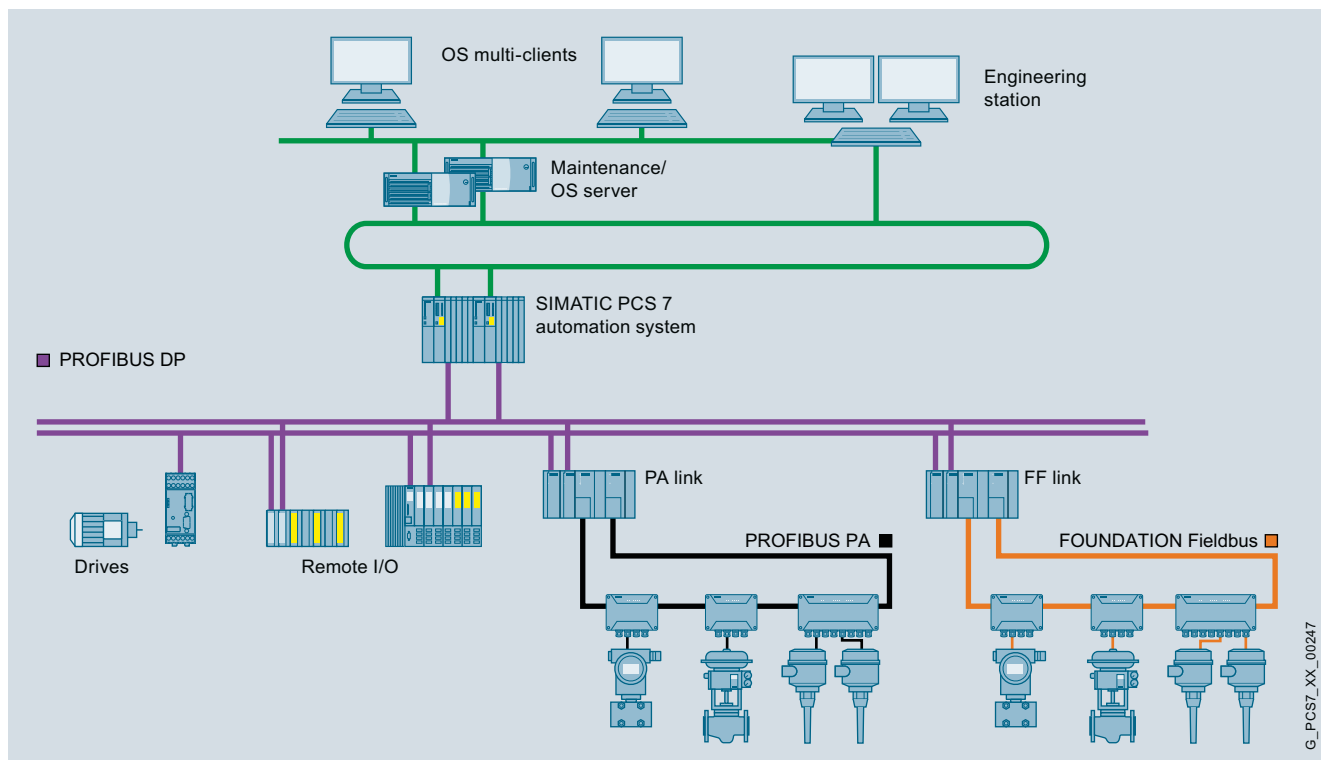 OS multi-clients
Engineering
station
Maintenance/
OS server
SIMATIC PCS 7
automation system
PROFIBUS DP
PA link
FF link
PROFIBUS PA
FOUNDATION Fieldbus
Drives
Remote I/O
G_PCS7_XX_00247